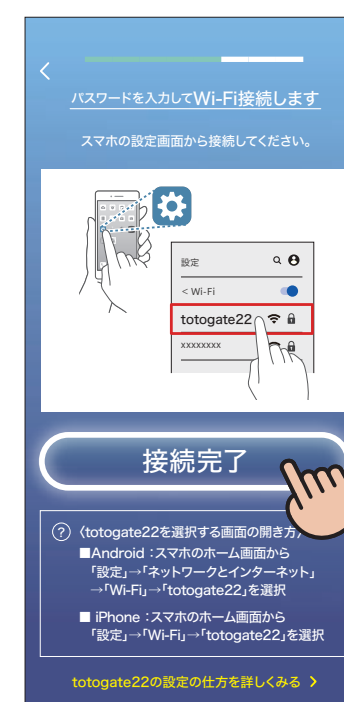 パスワードを入力してWi-Fi接続します
スマホの設定画面から接続してください。
設定
< Wi-Fi
totogate22
xxxxxxxx
接続完了
? 〈totogate22を選択する画面の開き方〉
■Android：スマホのホーム画面から
「設定」→「ネットワークとインターネット」
→「Wi-Fi」→「totogate22」を選択
■ iPhone：スマホのホーム画面から
「設定」→「Wi-Fi」→「totogate22」を選択
totogate22の設定の仕方を詳しくみる >